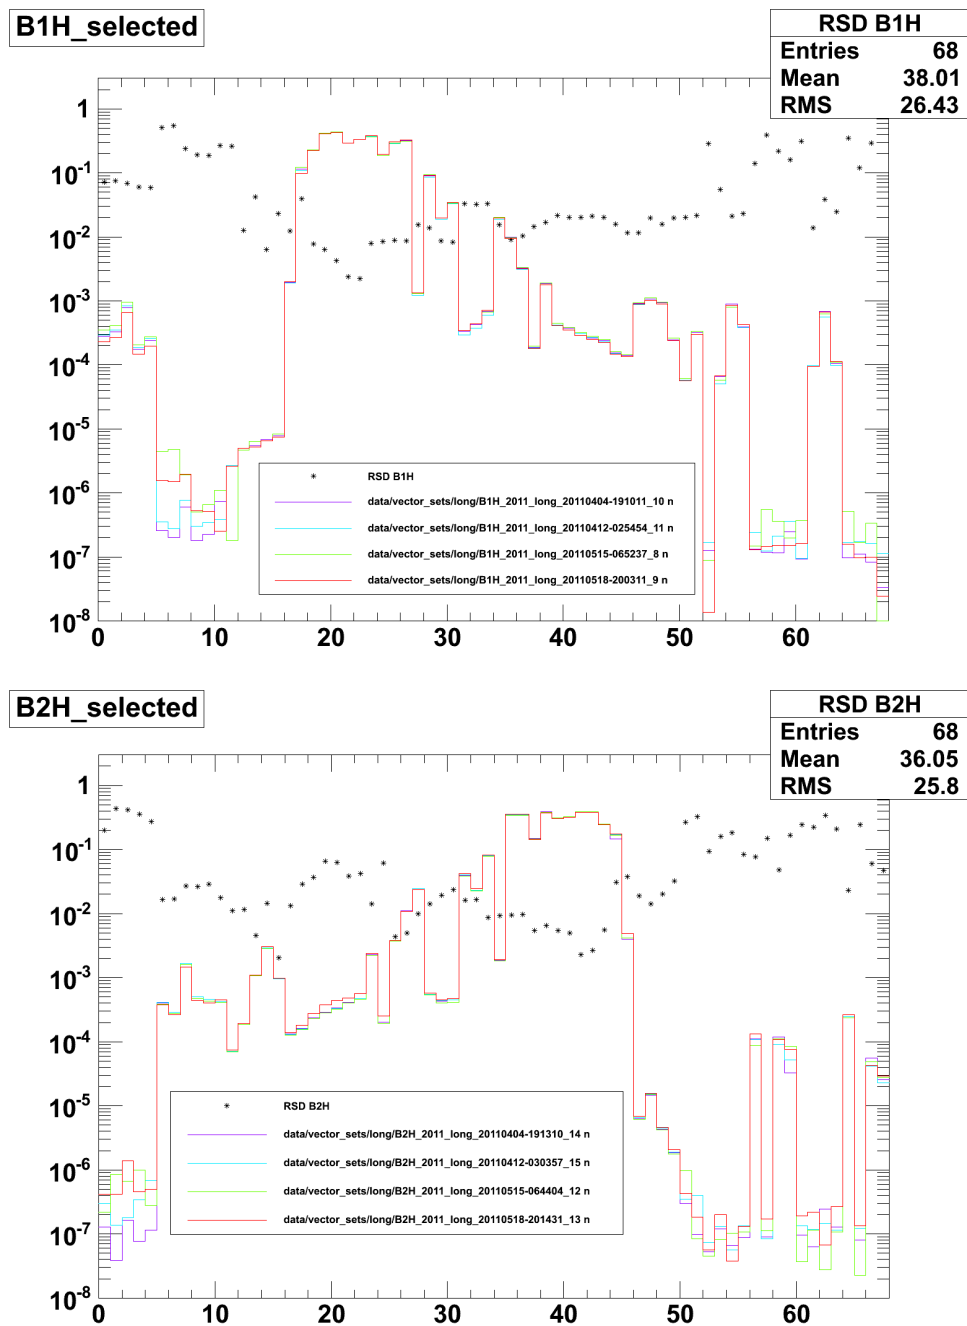 B1H_selected
RSD B1H
Entries 68
Mean 38.01
RMS 26.43
1
10-1
10-2
10-3
10-4
10-5
10-6
10-7
10-8
RSD B1H
data/vector_sets/long/B1H_2011_long_20110404-191011_10 n
data/vector_sets/long/B1H_2011_long_20110412-025454_11 n
data/vector_sets/long/B1H_2011_long_20110515-065237_8 n
data/vector_sets/long/B1H_2011_long_20110518-200311_9 n
0 10 20 30 40 50 60
B2H_selected
RSD B2H
Entries 68
Mean 36.05
RMS 25.8
1
10-1
10-2
10-3
10-4
10-5
10-6
10-7
10-8
RSD B2H
data/vector_sets/long/B2H_2011_long_20110404-191310_14 n
data/vector_sets/long/B2H_2011_long_20110412-030357_15 n
data/vector_sets/long/B2H_2011_long_20110515-064404_12 n
data/vector_sets/long/B2H_2011_long_20110518-201431_13 n
0 10 20 30 40 50 60